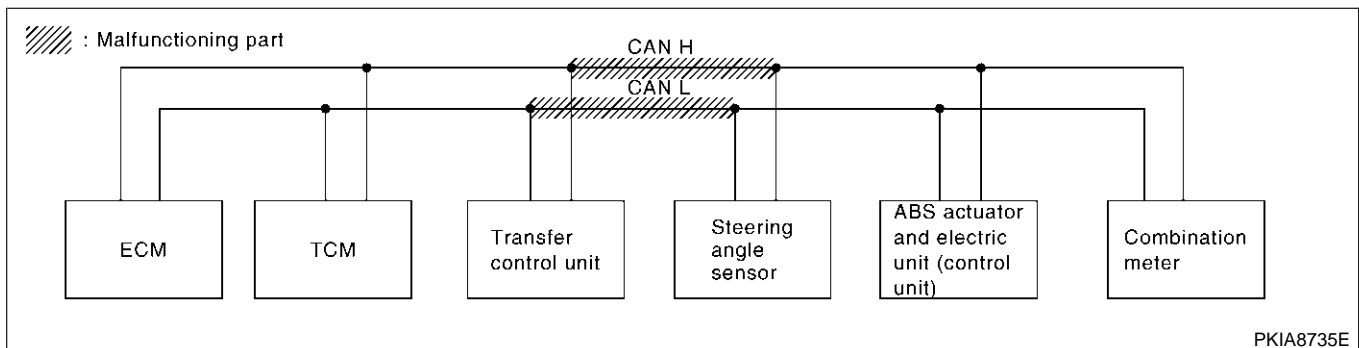 : Malfunctioning part
CAN H
CAN L
ECM
TCM
Transfer
control unit
Steering
angle
sensor
ABS actuator
and electric
unit (control
unit)
Combination
meter
PKIA8735E